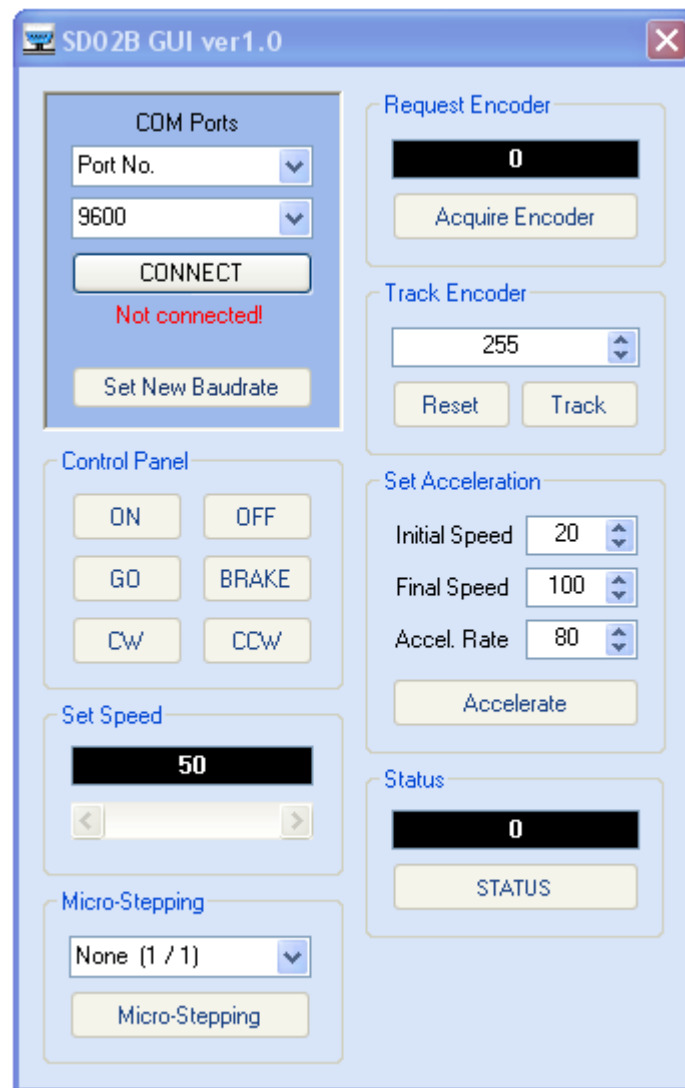 SD02B GUI ver1.0
COM Ports
Port No.
9600
CONNECT
Not connected!
Set New Baudrate
Control Panel
ON OFF
GO BRAKE
CW CCW
Set Speed
50
Micro-Stepping
None (1 / 1)
Micro-Stepping
Request Encoder
0
Acquire Encoder
Track Encoder
255
Reset Track
Set Acceleration
Initial Speed 20
Final Speed 100
Accel. Rate 80
Accelerate
Status
0
STATUS